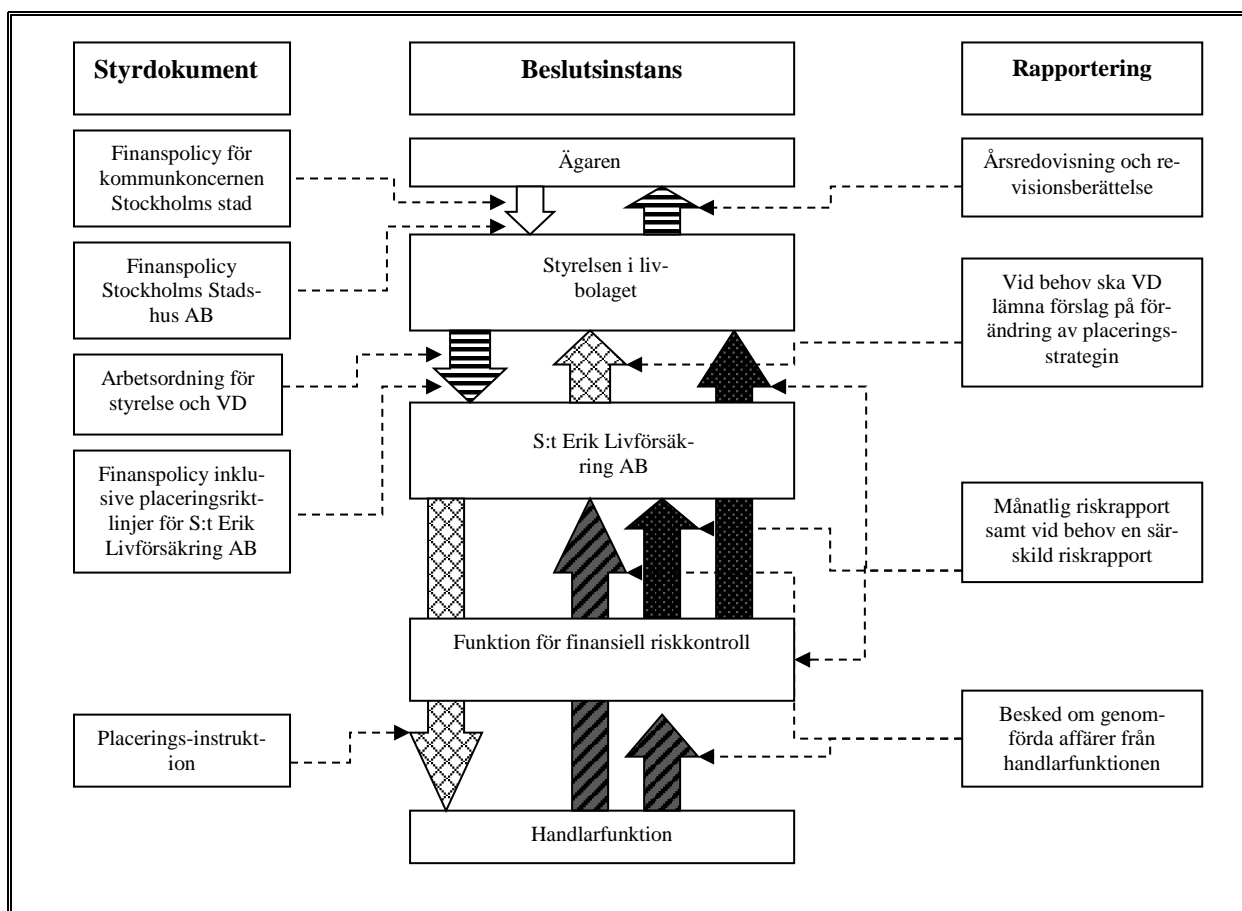 Styrdokument
Beslutsinstans
Rapportering
Finanspolicy för
kommunkoncernen
Stockholms stad
Finanspolicy
Stockholms Stads-
hus AB
Arbetsordning för
styrelse och VD
Finanspolicy inklu-
sive placeringsrikt-
linjer för S:t Erik
Livförsäkring AB
Placerings-instrukt-
ion
Ägaren
Styrelsen i liv-
bolaget
S:t Erik Livförsäk-
ring AB
Funktion för finansiell riskkontroll
Handlarfunktion
Årsredovisning och re-
visionsberättelse
Vid behov ska VD
lämna förslag på för-
ändring av placerings-
strategin
Månatlig riskrapport
samt vid behov en sär-
skild riskrapport
Besked om genom-
förda affärer från
handlarfunktionen